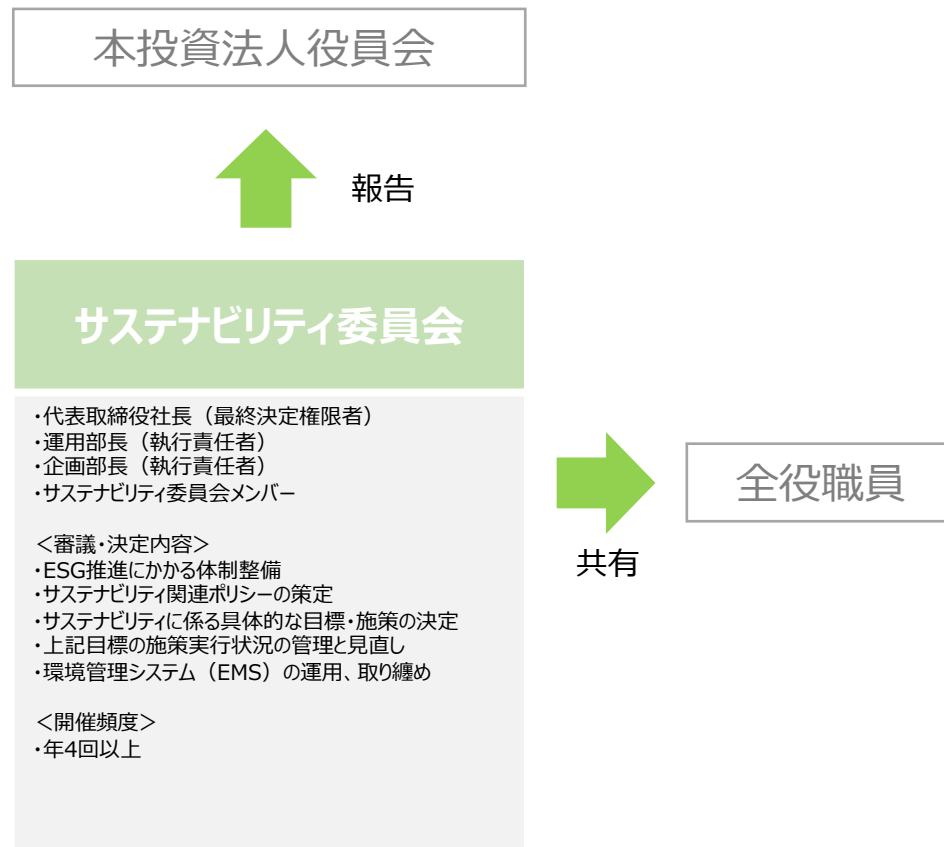 本投資法人役員会
報告
サステナビリティ委員会
・代表取締役社長（最終決定権限者）
・運用部長（執行責任者）
・企画部長（執行責任者）
・サステナビリティ委員会メンバー
＜審議・決定内容＞
・ESG推進にかかる体制整備
・サステナビリティ関連ポリシーの策定
・サステナビリティに係る具体的な目標・施策の決定
・上記目標の施策実行状況の管理と見直し
・環境管理システム（EMS）の運用、取り纏め
＜開催頻度＞
・年4回以上
共有
全役職員